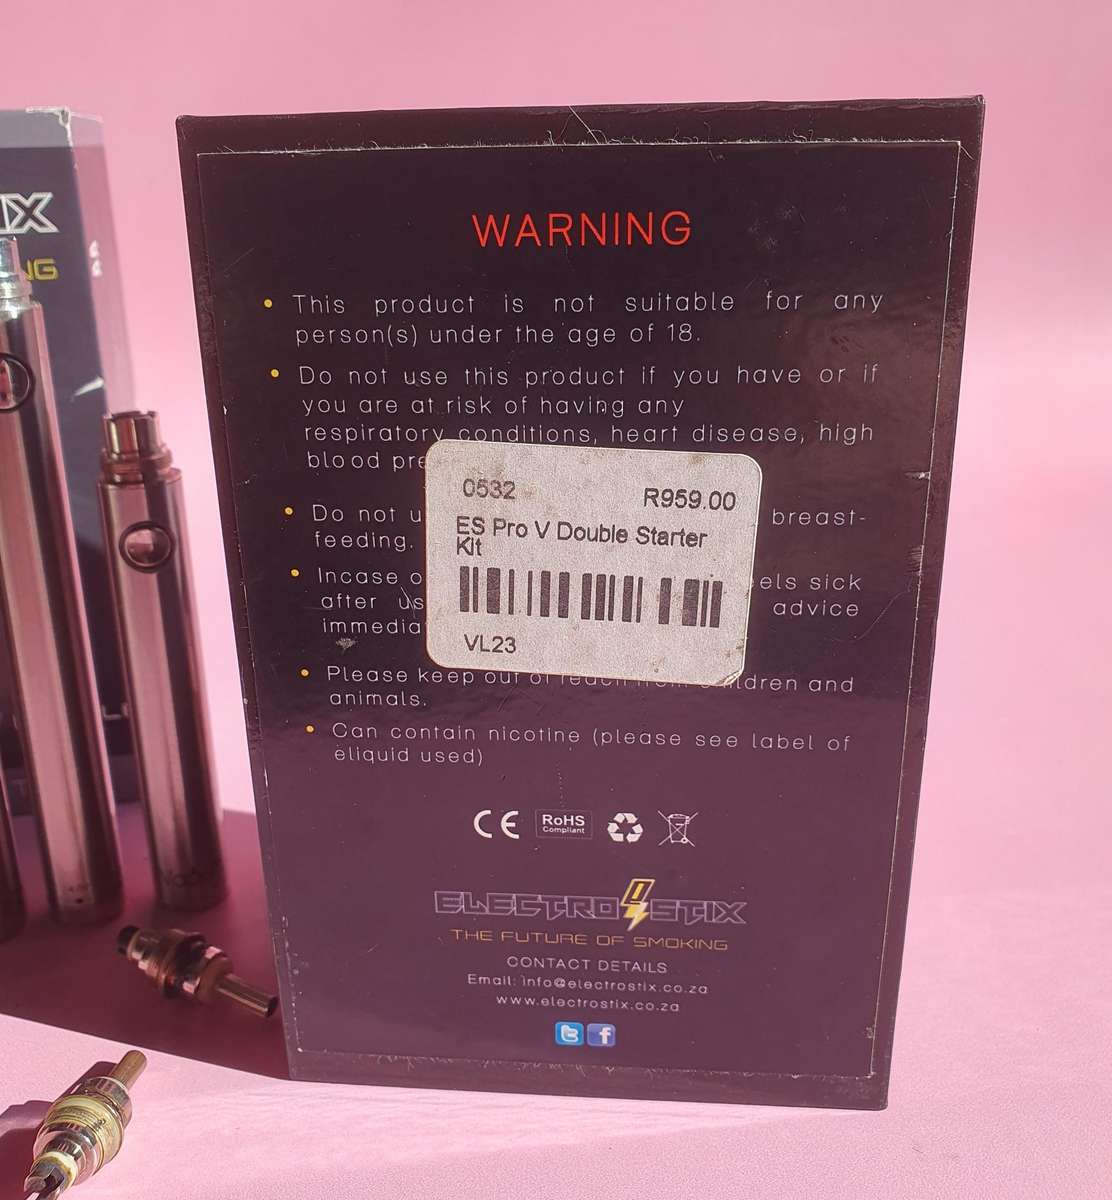 IX
NG
WARNING
• This product is not suitable for any
person(s) under the age of 18.
• Do not use this product if you have or if
you are at risk of having any
respiratory conditions, heart disease, high
blood pre
• Do not u breast-
feeding.
• Incase o els sick
after us advice
immedia
• Please keep out of reach from children and
animals.
• Can contain nicotine (please see label of
eliquid used)
0532 R959.00
ES Pro V Double Starter
Kit
VL23
CE RoHS
Compliant
ELECTRO STIX
THE FUTURE OF SMOKING
CONTACT DETAILS
Email: info@electrostix.co.za
www.electrostix.co.za